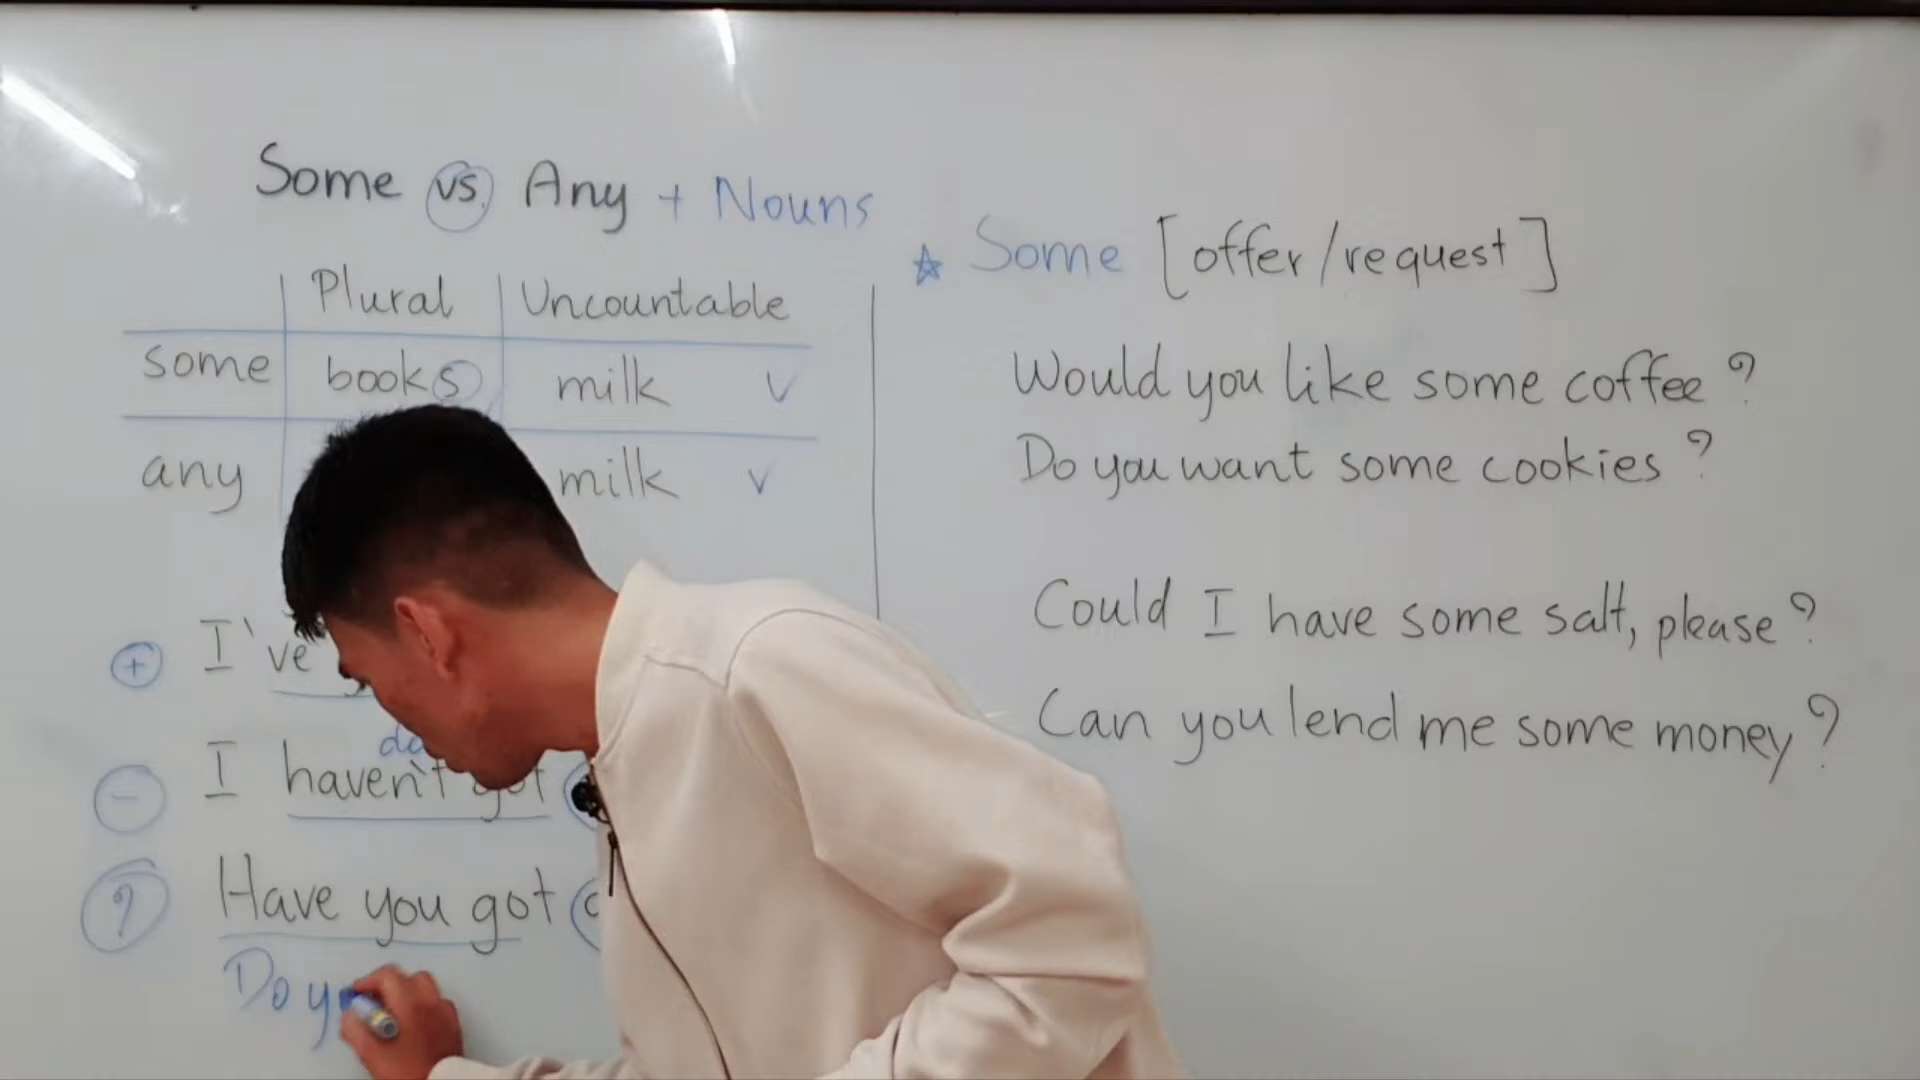 Some vs. Any + Nouns
Plural Uncountable
some books milk v
any milk v
+ I've
do
- I haven't got
? Have you got
Do
☆ Some [offer/request]
Would you like some coffee?
Do you want some cookies?
Could I have some salt, please?
Can you lend me some money?